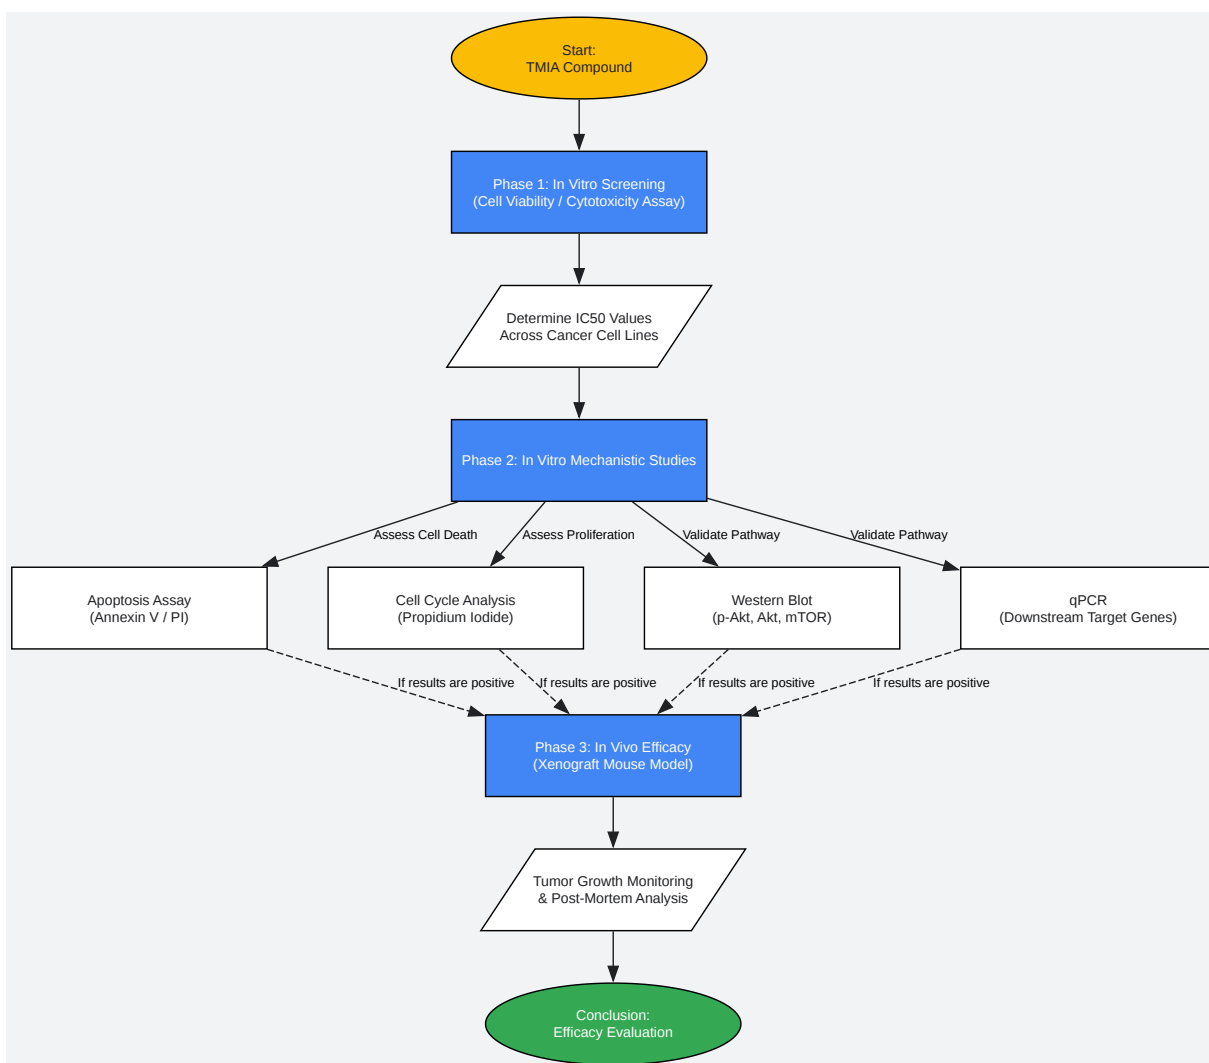 Start:
TMIA Compound
Phase 1: In Vitro Screening
(Cell Viability / Cytotoxicity Assay)
Determine IC50 Values
Across Cancer Cell Lines
Phase 2: In Vitro Mechanistic Studies
Assess Cell Death
Assess Proliferation
Validate Pathway
Validate Pathway
Apoptosis Assay
(Annexin V / PI)
Cell Cycle Analysis
(Propidium Iodide)
Western Blot
(p-Akt, Akt, mTOR)
qPCR
(Downstream Target Genes)
If results are positive
If results are positive
If results are positive
If results are positive
Phase 3: In Vivo Efficacy
(Xenograft Mouse Model)
Tumor Growth Monitoring
& Post-Mortem Analysis
Conclusion:
Efficacy Evaluation